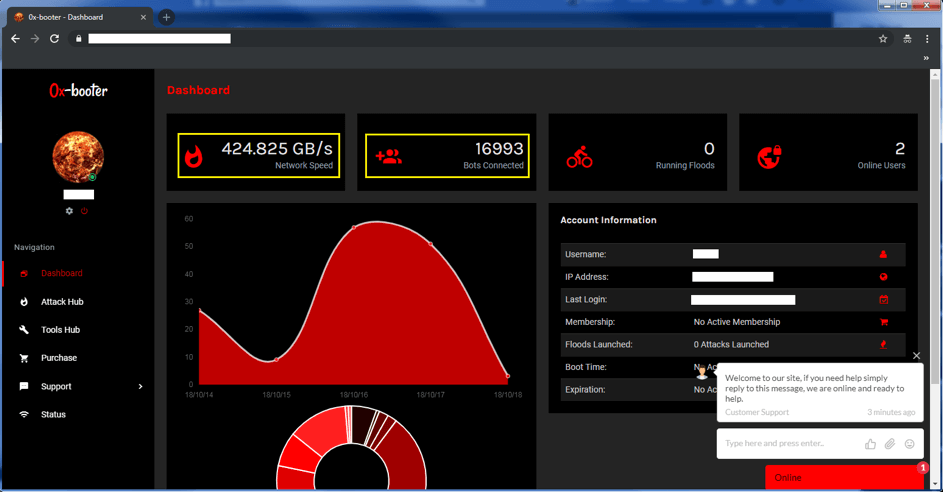 0x-booter - Dashboard
0x-booter
Dashboard
424.825 GB/s
Network Speed
16993
Bots Connected
0
Running Floods
2
Online Users
Navigation
Dashboard
Attack Hub
Tools Hub
Purchase
Support
Status
60
50
40
30
20
10
0
18/10/14
18/10/15
18/10/16
18/10/17
18/10/18
Account Information
Username:
IP Address:
Last Login:
Membership: No Active Membership
Floods Launched: 0 Attacks Launched
Boot Time:
Expiration: No Ac
Welcome to our site, if you need help simply
reply to this message, we are online and ready to
help.
Customer Support 3 minutes ago
Type here and press enter..
1
Online